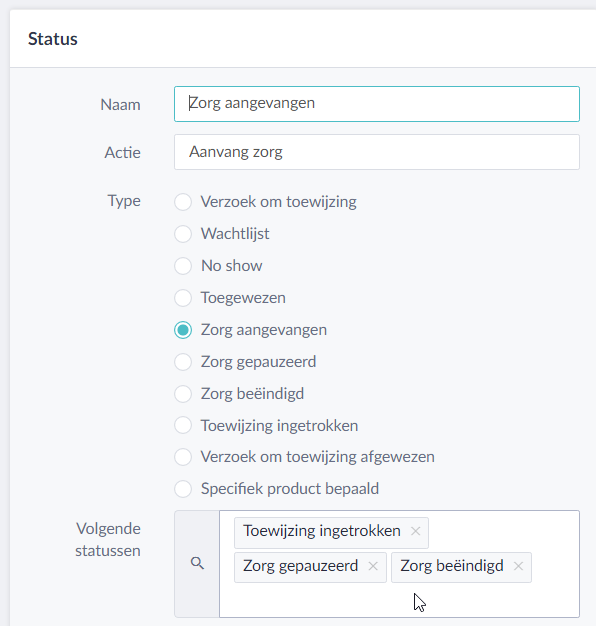 Status
Naam
Zorg aangevangen
Actie
Aanvang zorg
Type
Verzoek om toewijzing
Wachtlijst
No show
Toegewezen
Zorg aangevangen
Zorg gepauzeerd
Zorg beëindigd
Toewijzing ingetrokken
Verzoek om toewijzing afgewezen
Specifiek product bepaald
Volgende
statussen
Toewijzing ingetrokken ×
Zorg gepauzeerd × Zorg beëindigd ×